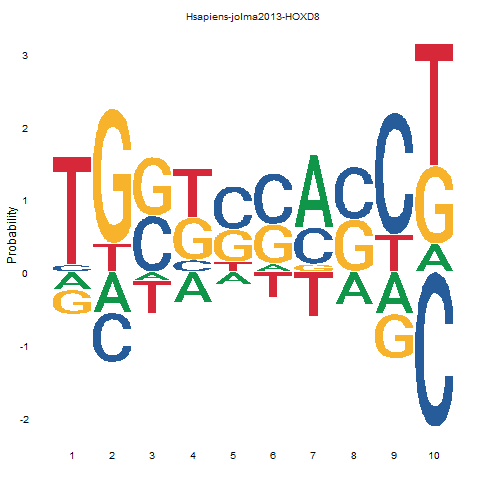 Hsapiens-jolma2013-HOXD8
Probability
3
2
1
0
-1
-2
T G G T C C A C C T
C A G C T G G C G C G T G
A C T A T A T G T A A G A C
1 2 3 4 5 6 7 8 9 10